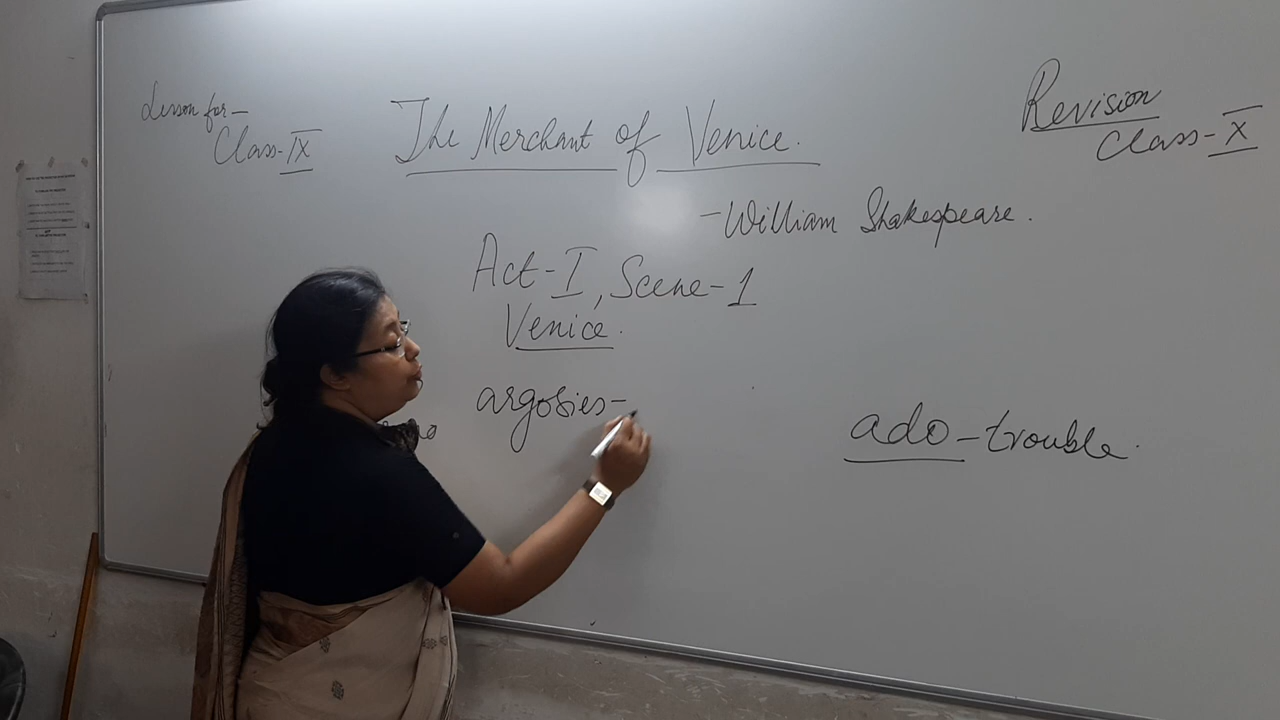 Lesson for –
Class-IX
The Merchant of Venice.
Revision
Class-X
– William Shakespeare.
Act-I, Scene-1
Venice.
argosies–
ado – trouble.